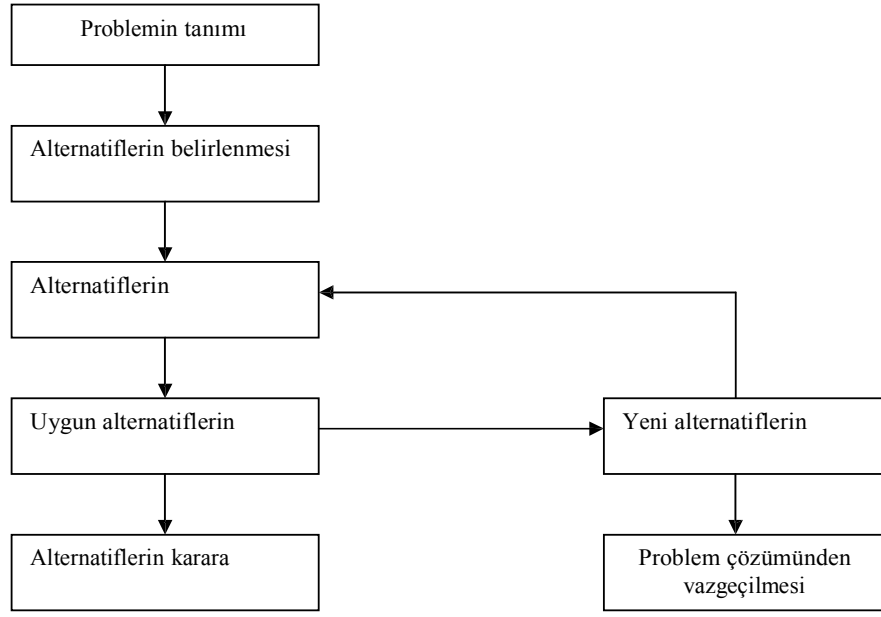 Problemin tanımı
Alternatiflerin belirlenmesi
Alternatiflerin
Uygun alternatiflerin
Yeni alternatiflerin
Alternatiflerin karara
Problem çözümünden
vazgeçilmesi